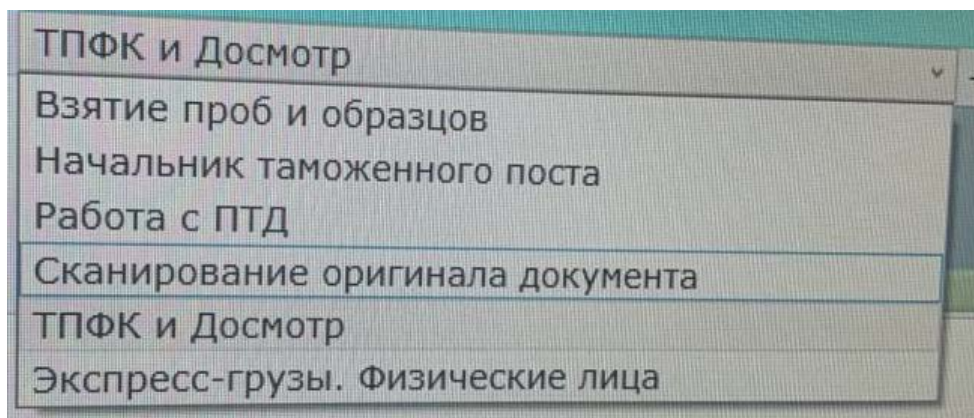 ТПФК и Досмотр
Взятие проб и образцов
Начальник таможенного поста
Работа с ПТД
Сканирование оригинала документа
ТПФК и Досмотр
Экспресс-грузы. Физические лица